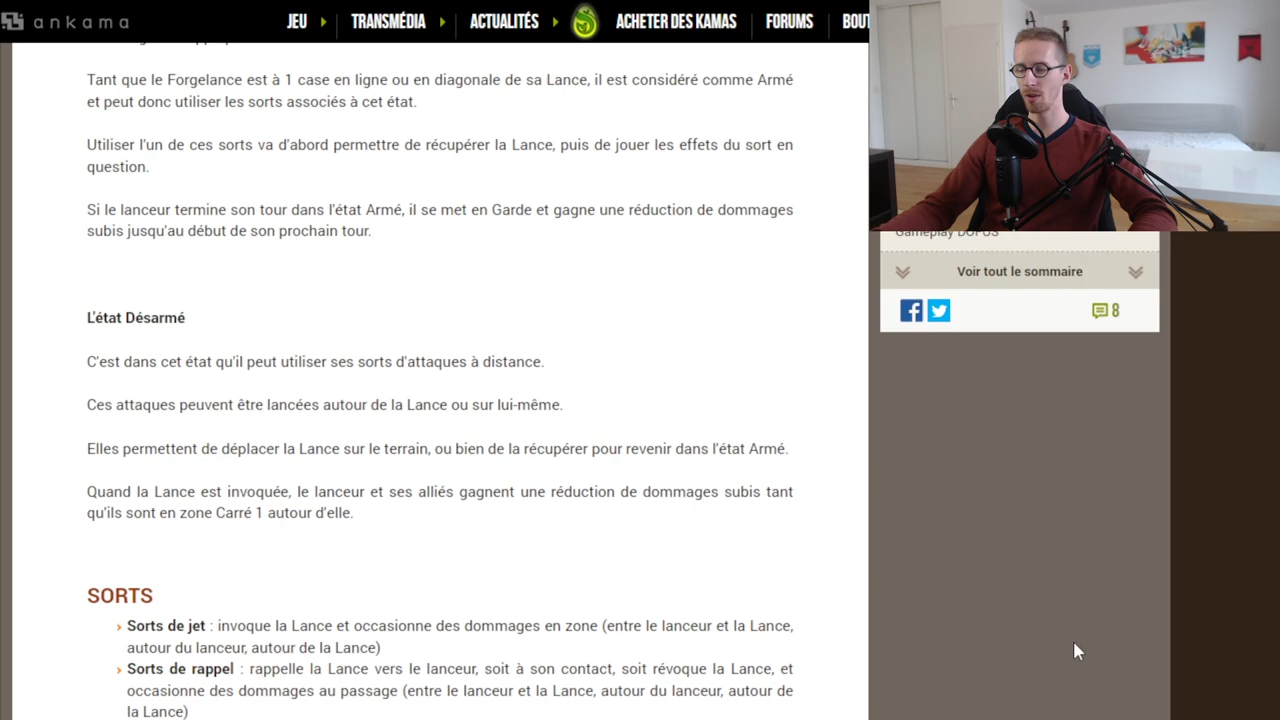 ankama
JEU
TRANSMÉDIA
ACTUALITÉS
ACHETER DES KAMAS
FORUMS
BOUT
Tant que le Forgelance est à 1 case en ligne ou en diagonale de sa Lance, il est considéré comme Armé
et peut donc utiliser les sorts associés à cet état.
Utiliser l'un de ces sorts va d'abord permettre de récupérer la Lance, puis de jouer les effets du sort en
question.
Si le lanceur termine son tour dans l'état Armé, il se met en Garde et gagne une réduction de dommages
subis jusqu'au début de son prochain tour.
L'état Désarmé
C'est dans cet état qu'il peut utiliser ses sorts d'attaques à distance.
Ces attaques peuvent être lancées autour de la Lance ou sur lui-même.
Elles permettent de déplacer la Lance sur le terrain, ou bien de la récupérer pour revenir dans l'état Armé.
Quand la Lance est invoquée, le lanceur et ses alliés gagnent une réduction de dommages subis tant
qu'ils sont en zone Carré 1 autour d'elle.
SORTS
› Sorts de jet : invoque la Lance et occasionne des dommages en zone (entre le lanceur et la Lance,
autour du lanceur, autour de la Lance)
› Sorts de rappel : rappelle la Lance vers le lanceur, soit à son contact, soit révoque la Lance, et
occasionne des dommages au passage (entre le lanceur et la Lance, autour du lanceur, autour de
la Lance)
Gameplay DOFUS
Voir tout le sommaire
8